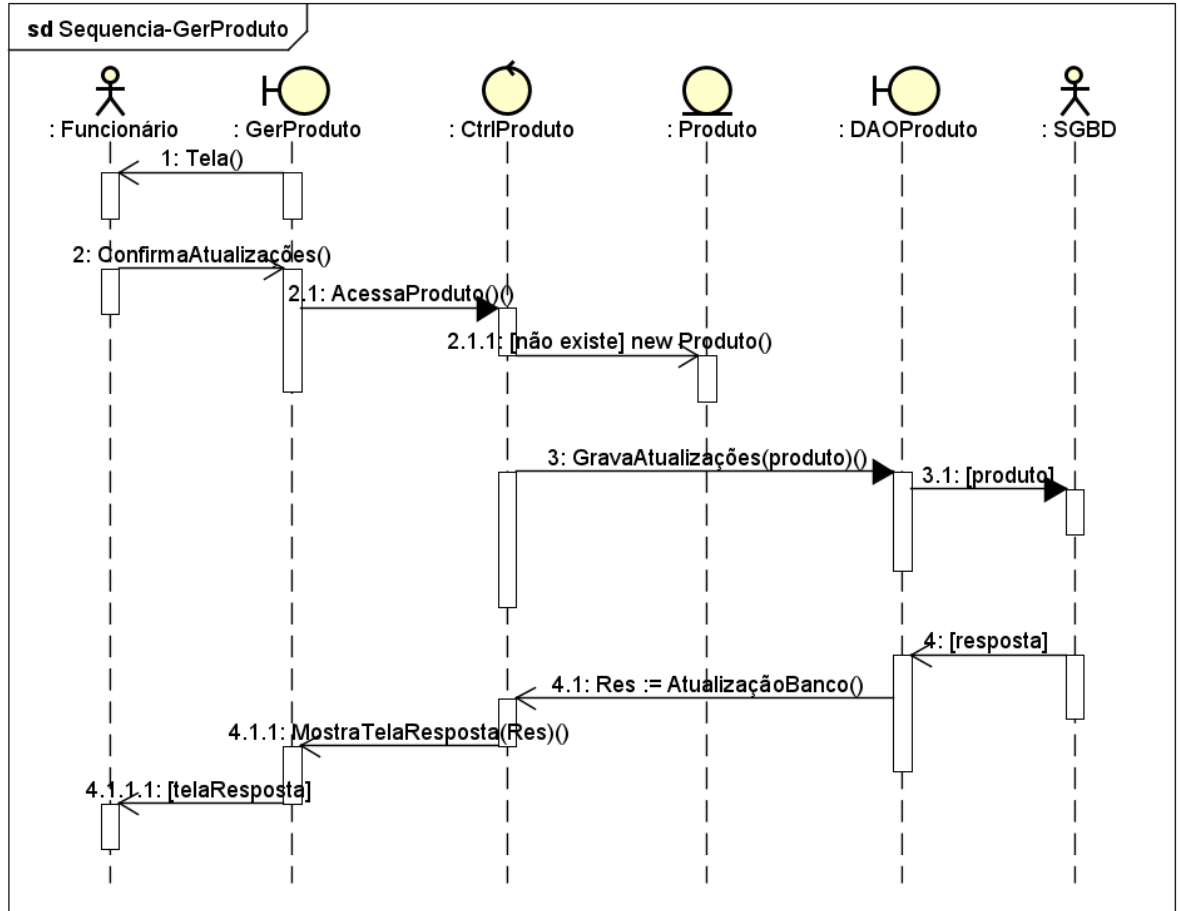 sd Sequencia-GerProduto
: Funcionário
: GerProduto
: CtrlProduto
: Produto
: DAOProduto
: SGBD
1: Tela()
2: ConfirmaAtualizações()
2.1: AcessaProduto()()
2.1.1: [não existe] new Produto()
3: GravaAtualizações(produto)()
3.1: [produto]
4: [resposta]
4.1: Res := AtualizaçãoBanco()
4.1.1: MostraTelaResposta(Res)()
4.1.1.1: [telaResposta]